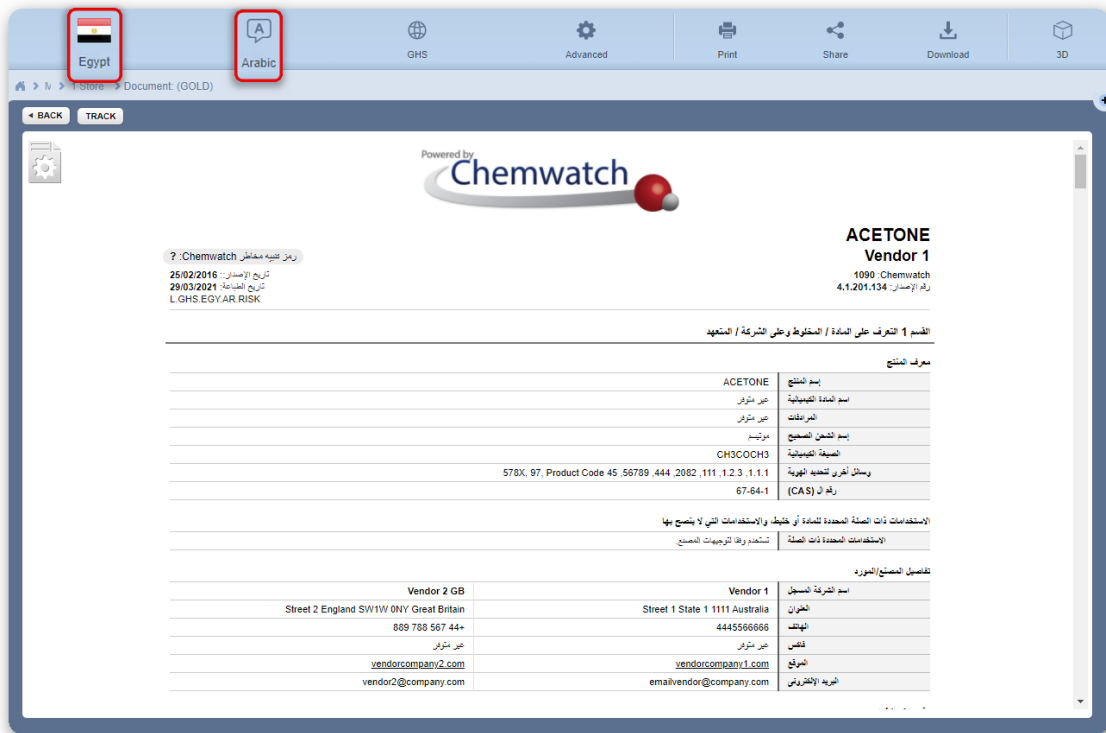 Egypt
Arabic
GHS
Advanced
Print
Share
Download
3D
1 Store > Document: (GOLD)
BACK
TRACK
Powered by
Chemwatch
ACETONE
Vendor 1
رمز تنبيه مخاطر Chemwatch: ?
1090 :Chemwatch
تاريخ الإصدار:: 25/02/2016
رقم الإصدار: 4.1.201.134
تاريخ الطباعة: 29/03/2021
L.GHS.EGY.AR.RISK
القسم 1 التعرف على المادة / المخلوط وعلى الشركة / المتعهد
معرف المنتج
إسم المنتج ACETONE
اسم المادة الكيميائية غير متوفر
المرادفات غير متوفر
إسم الشحن الصحيح
الصيغة الكيميائية CH3COCH3
وسائل أخرى لتحديد الهوية 1.1.1, 1.2.3, 111, 2082, 444, 56789, 578X, 97, Product Code 45
رقم ال (CAS) 67-64-1
الاستخدامات ذات الصلة المحددة للمادة أو خليط، والاستخدامات التي لا ينصح بها
الاستخدامات المحددة ذات الصلة تستخدم وفقا لتوجيهات المصنع.
تفاصيل المصنع/المورد
اسم الشركة المسجل Vendor 1 Vendor 2 GB
العنوان Street 1 State 1 1111 Australia Street 2 England SW1W 0NY Great Britain
الهاتف 4445566666 +44 567 788 889
فاكس غير متوفر غير متوفر
الموقع vendorcompany1.com vendorcompany2.com
البريد الإلكتروني emailvendor@company.com vendor2@company.com